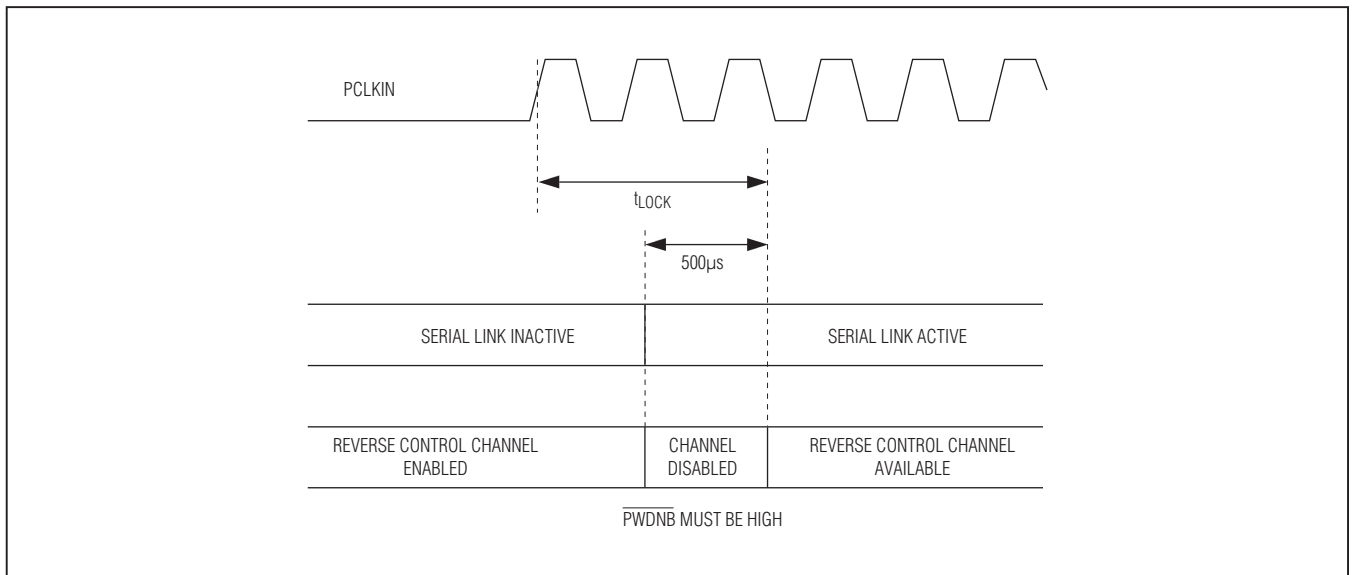 PCLKIN
tLOCK
500µs
SERIAL LINK INACTIVE
SERIAL LINK ACTIVE
REVERSE CONTROL CHANNEL
ENABLED
CHANNEL
DISABLED
REVERSE CONTROL CHANNEL
AVAILABLE
PWDNB MUST BE HIGH